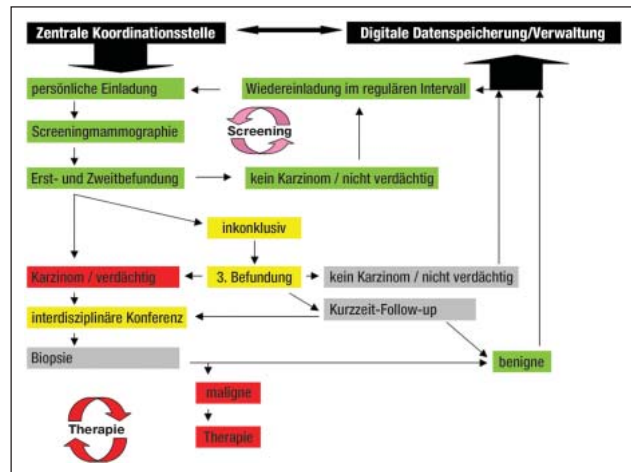 Zentrale Koordinationsstelle
Digitale Datenspeicherung/Verwaltung
persönliche Einladung
Wiedereinladung im regulären Intervall
Screeningmammographie
Screening
Erst- und Zweitbefundung
kein Karzinom / nicht verdächtig
inkonklusiv
Karzinom / verdächtig
3. Befundung
kein Karzinom / nicht verdächtig
interdisziplinäre Konferenz
Kurzzeit-Follow-up
Biopsie
benigne
maligne
Therapie
Therapie